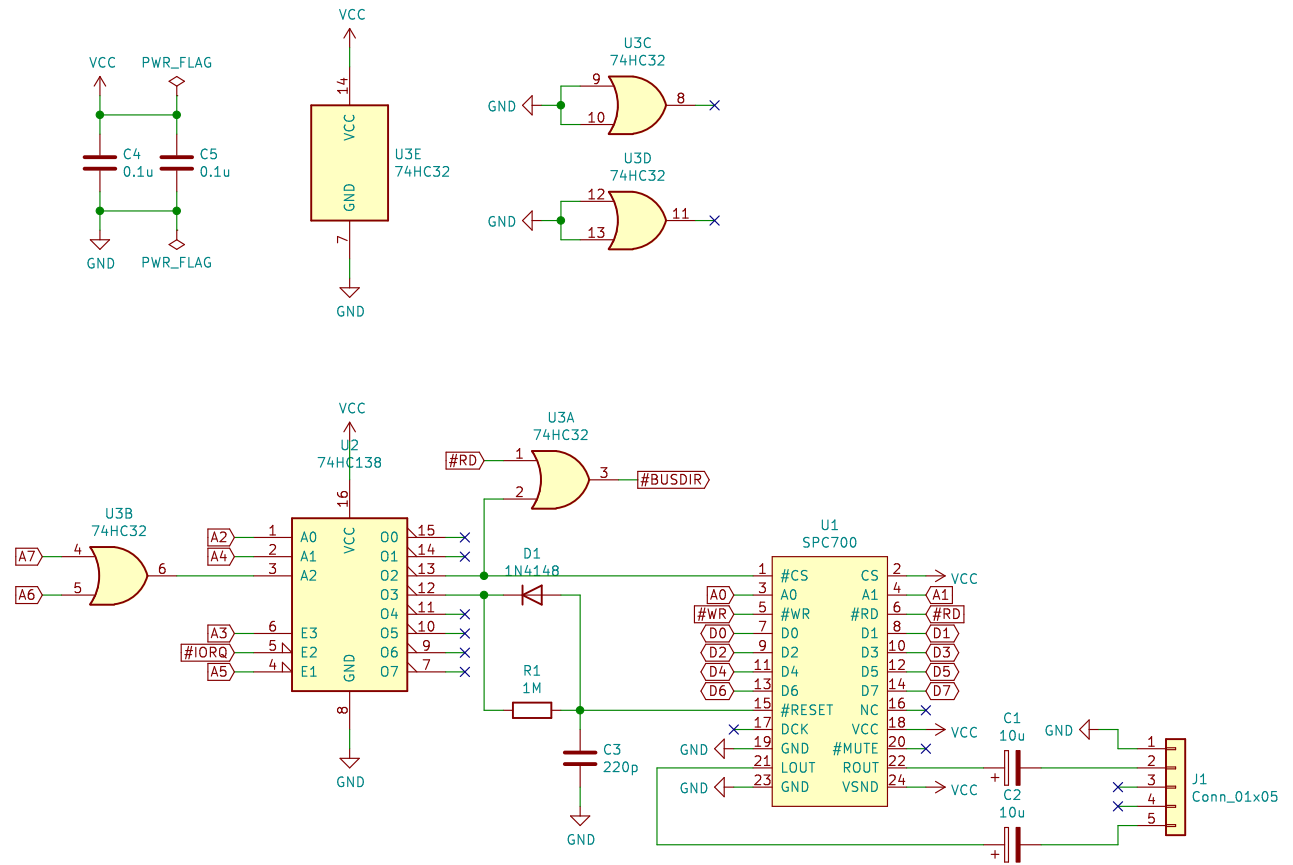 VCC
PWR_FLAG
C4
0.1u
C5
0.1u
GND
PWR_FLAG
VCC
14
VCC
GND
U3E
74HC32
7
GND
U3C
74HC32
GND
9
10
8
U3D
74HC32
GND
12
13
11
U3B
74HC32
A7
4
A6
5
6
VCC
U2
74HC138
16
VCC
A2
1
A0
A4
2
A1
3
A2
A3
6
E3
#IORQ
5
E2
A5
4
E1
GND
8
GND
O0
15
O1
14
O2
13
O3
12
O4
11
O5
10
O6
9
O7
7
U3A
74HC32
#RD
1
2
3
#BUSDIR
D1
1N4148
R1
1M
C3
220p
GND
U1
SPC700
1
#CS
CS
2
VCC
A0
3
A0
A1
4
A1
#WR
5
#WR
#RD
6
#RD
D0
7
D0
D1
8
D1
D2
9
D2
D3
10
D3
D4
11
D4
D5
12
D5
D6
13
D6
D7
14
D7
15
#RESET
NC
16
17
DCK
VCC
18
VCC
GND
19
GND
#MUTE
20
21
LOUT
ROUT
22
GND
23
GND
VSND
24
VCC
C1
10u
+
C2
10u
+
GND
1
2
3
4
5
J1
Conn_01x05